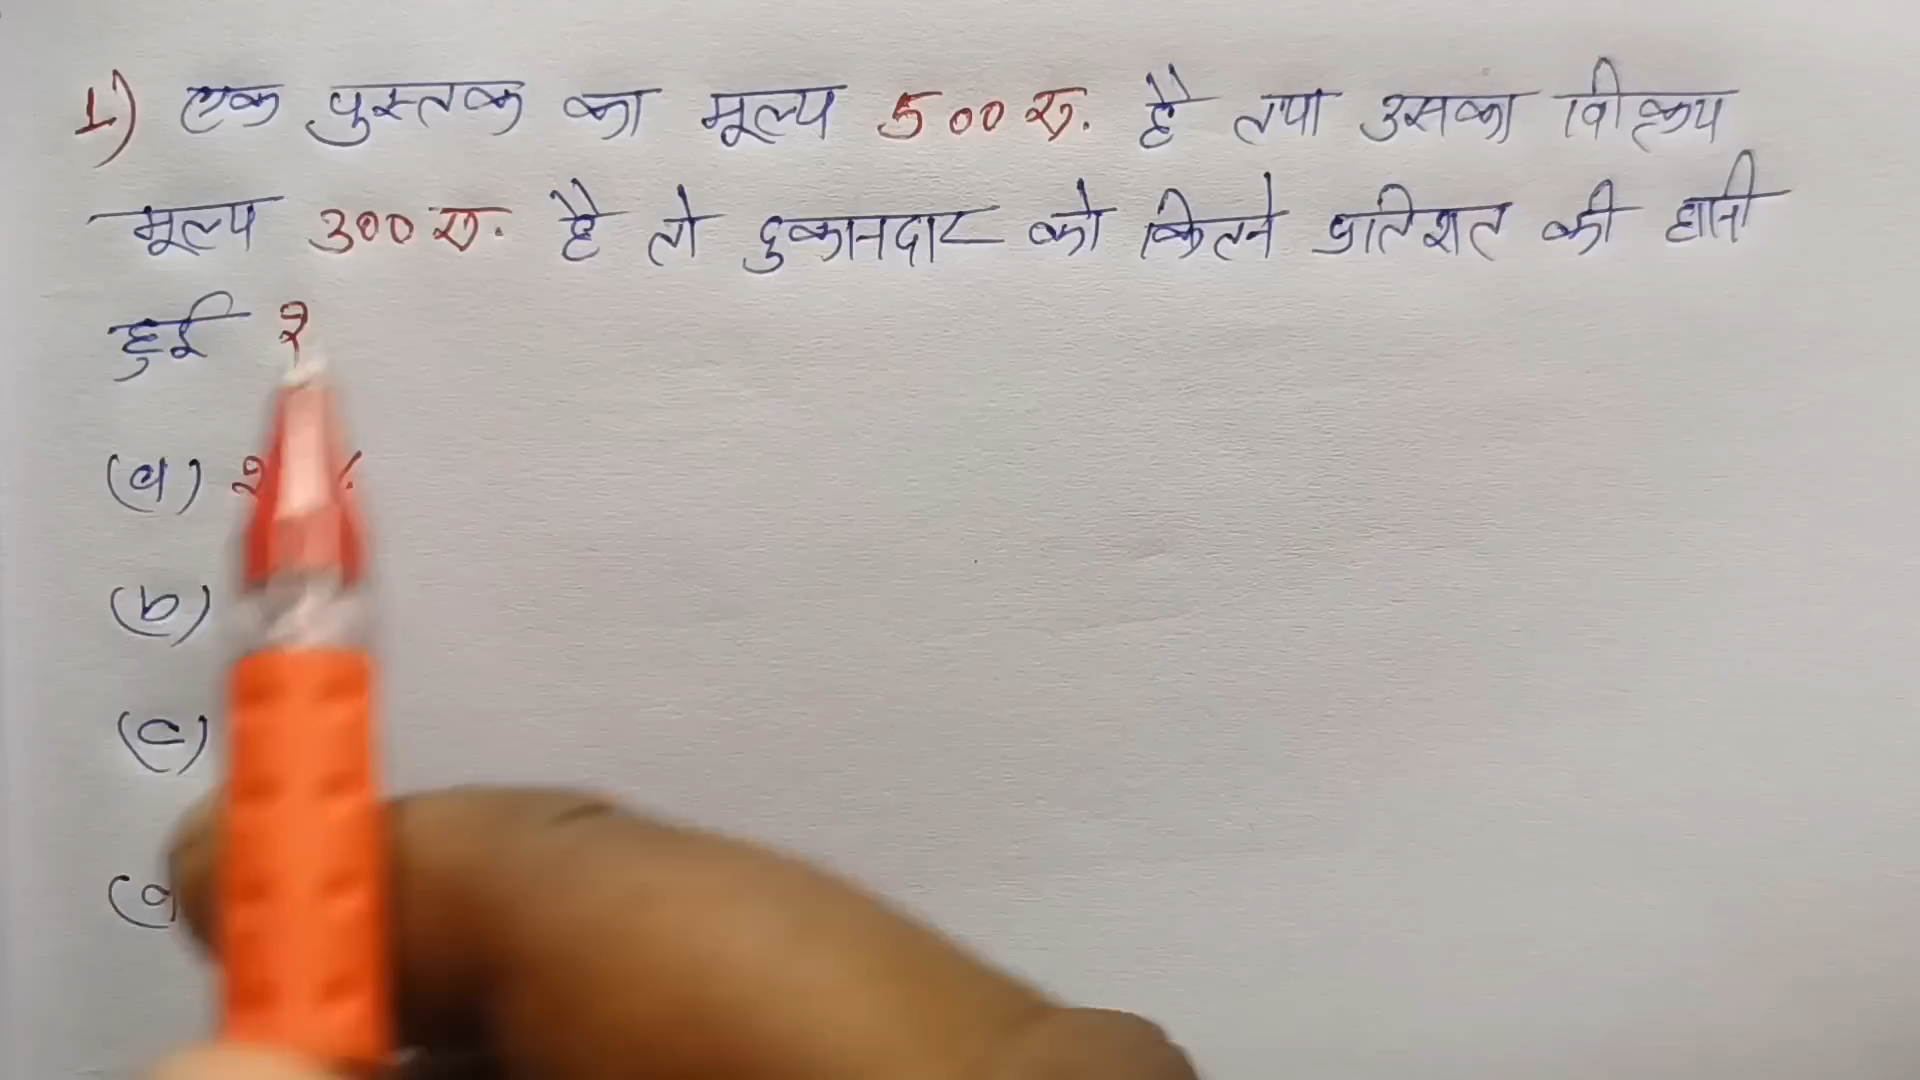 1) एक पुस्तक का मूल्य 500 रु. है तथा उसका विक्रय
मूल्य 300 रु. है तो दुकानदार को कितने प्रतिशत की हानी
हुई ?
(a)
(b)
(c)